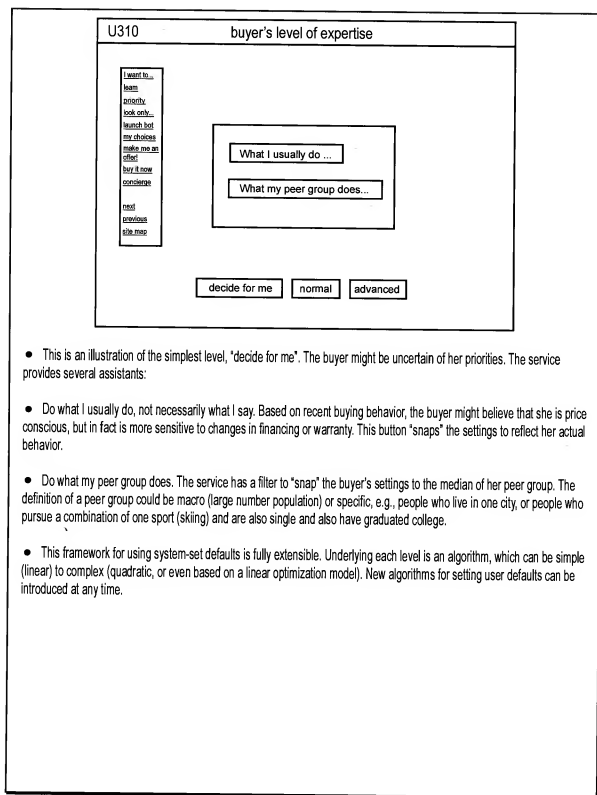 U310 buyer's level of expertise
I want to...
learn
priority
look only...
launch bot
my choices
make me an
offer!
buy it now
concierge
next
previous
site map
What I usually do ...
What my peer group does...
decide for me normal advanced
• This is an illustration of the simplest level, "decide for me". The buyer might be uncertain of her priorities. The service
provides several assistants:
• Do what I usually do, not necessarily what I say. Based on recent buying behavior, the buyer might believe that she is price
conscious, but in fact is more sensitive to changes in financing or warranty. This button "snaps" the settings to reflect her actual
behavior.
• Do what my peer group does. The service has a filter to "snap" the buyer's settings to the median of her peer group. The
definition of a peer group could be macro (large number population) or specific, e.g., people who live in one city, or people who
pursue a combination of one sport (skiing) and are also single and also have graduated college.
• This framework for using system-set defaults is fully extensible. Underlying each level is an algorithm, which can be simple
(linear) to complex (quadratic, or even based on a linear optimization model). New algorithms for setting user defaults can be
introduced at any time.